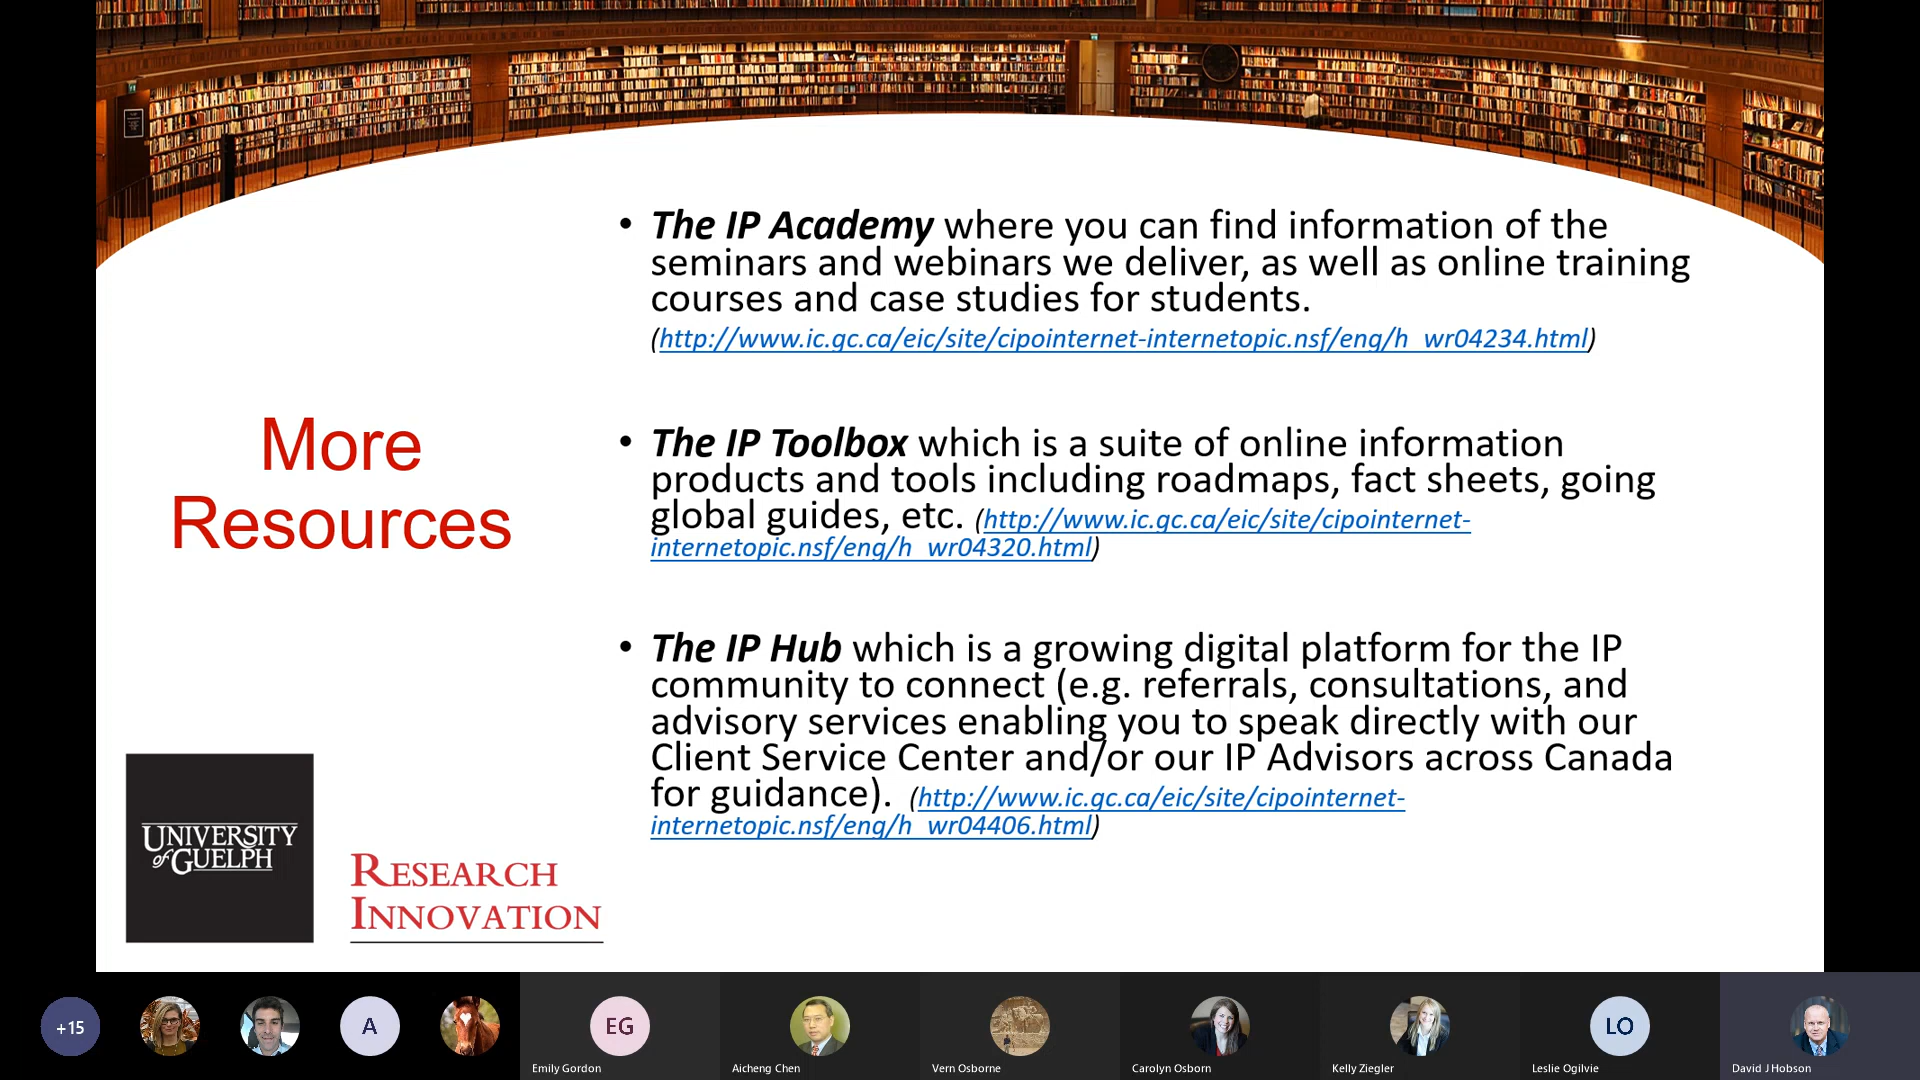 • The IP Academy where you can find information of the
seminars and webinars we deliver, as well as online training
courses and case studies for students.
(http://www.ic.gc.ca/eic/site/cipointernet-internetopic.nsf/eng/h_wr04234.html)
More
Resources
• The IP Toolbox which is a suite of online information
products and tools including roadmaps, fact sheets, going
global guides, etc. (http://www.ic.gc.ca/eic/site/cipointernet-
internetopic.nsf/eng/h_wr04320.html)
• The IP Hub which is a growing digital platform for the IP
community to connect (e.g. referrals, consultations, and
advisory services enabling you to speak directly with our
Client Service Center and/or our IP Advisors across Canada
for guidance). (http://www.ic.gc.ca/eic/site/cipointernet-
internetopic.nsf/eng/h_wr04406.html)
UNIVERSITY
of GUELPH
RESEARCH
INNOVATION
+15
A
EG
LO
Emily Gordon
Aicheng Chen
Vern Osborne
Carolyn Osborn
Kelly Ziegler
Leslie Ogilvie
David J Hobson